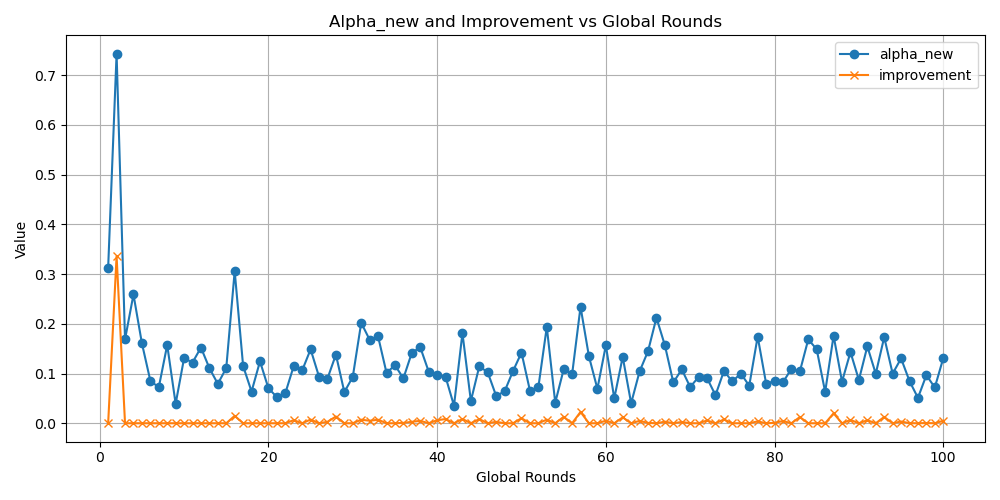 Alpha_new and Improvement vs Global Rounds
alpha_new
improvement
Value
0.7
0.6
0.5
0.4
0.3
0.2
0.1
0.0
0
20
40
60
80
100
Global Rounds